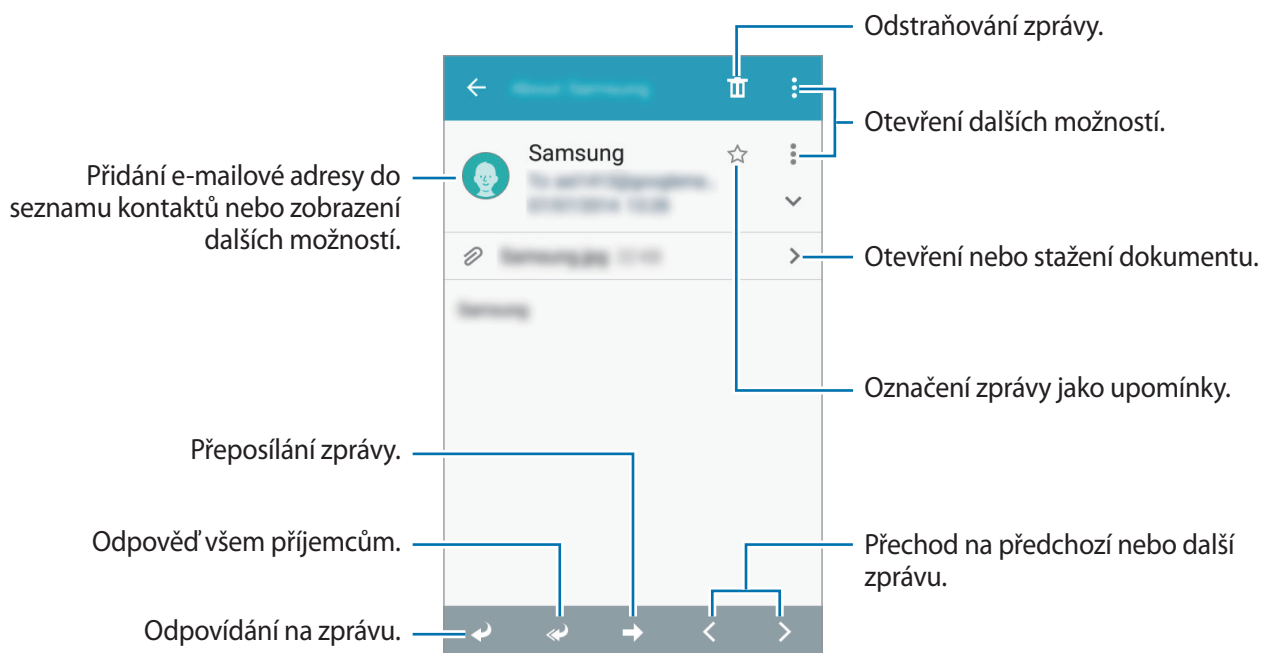 Odstraňování zprávy.
Otevření dalších možností.
Samsung
Přidání e-mailové adresy do
seznamu kontaktů nebo zobrazení
dalších možností.
Otevření nebo stažení dokumentu.
Označení zprávy jako upomínky.
Přeposílání zprávy.
Odpověď všem příjemcům.
Přechod na předchozí nebo další
zprávu.
Odpovídání na zprávu.